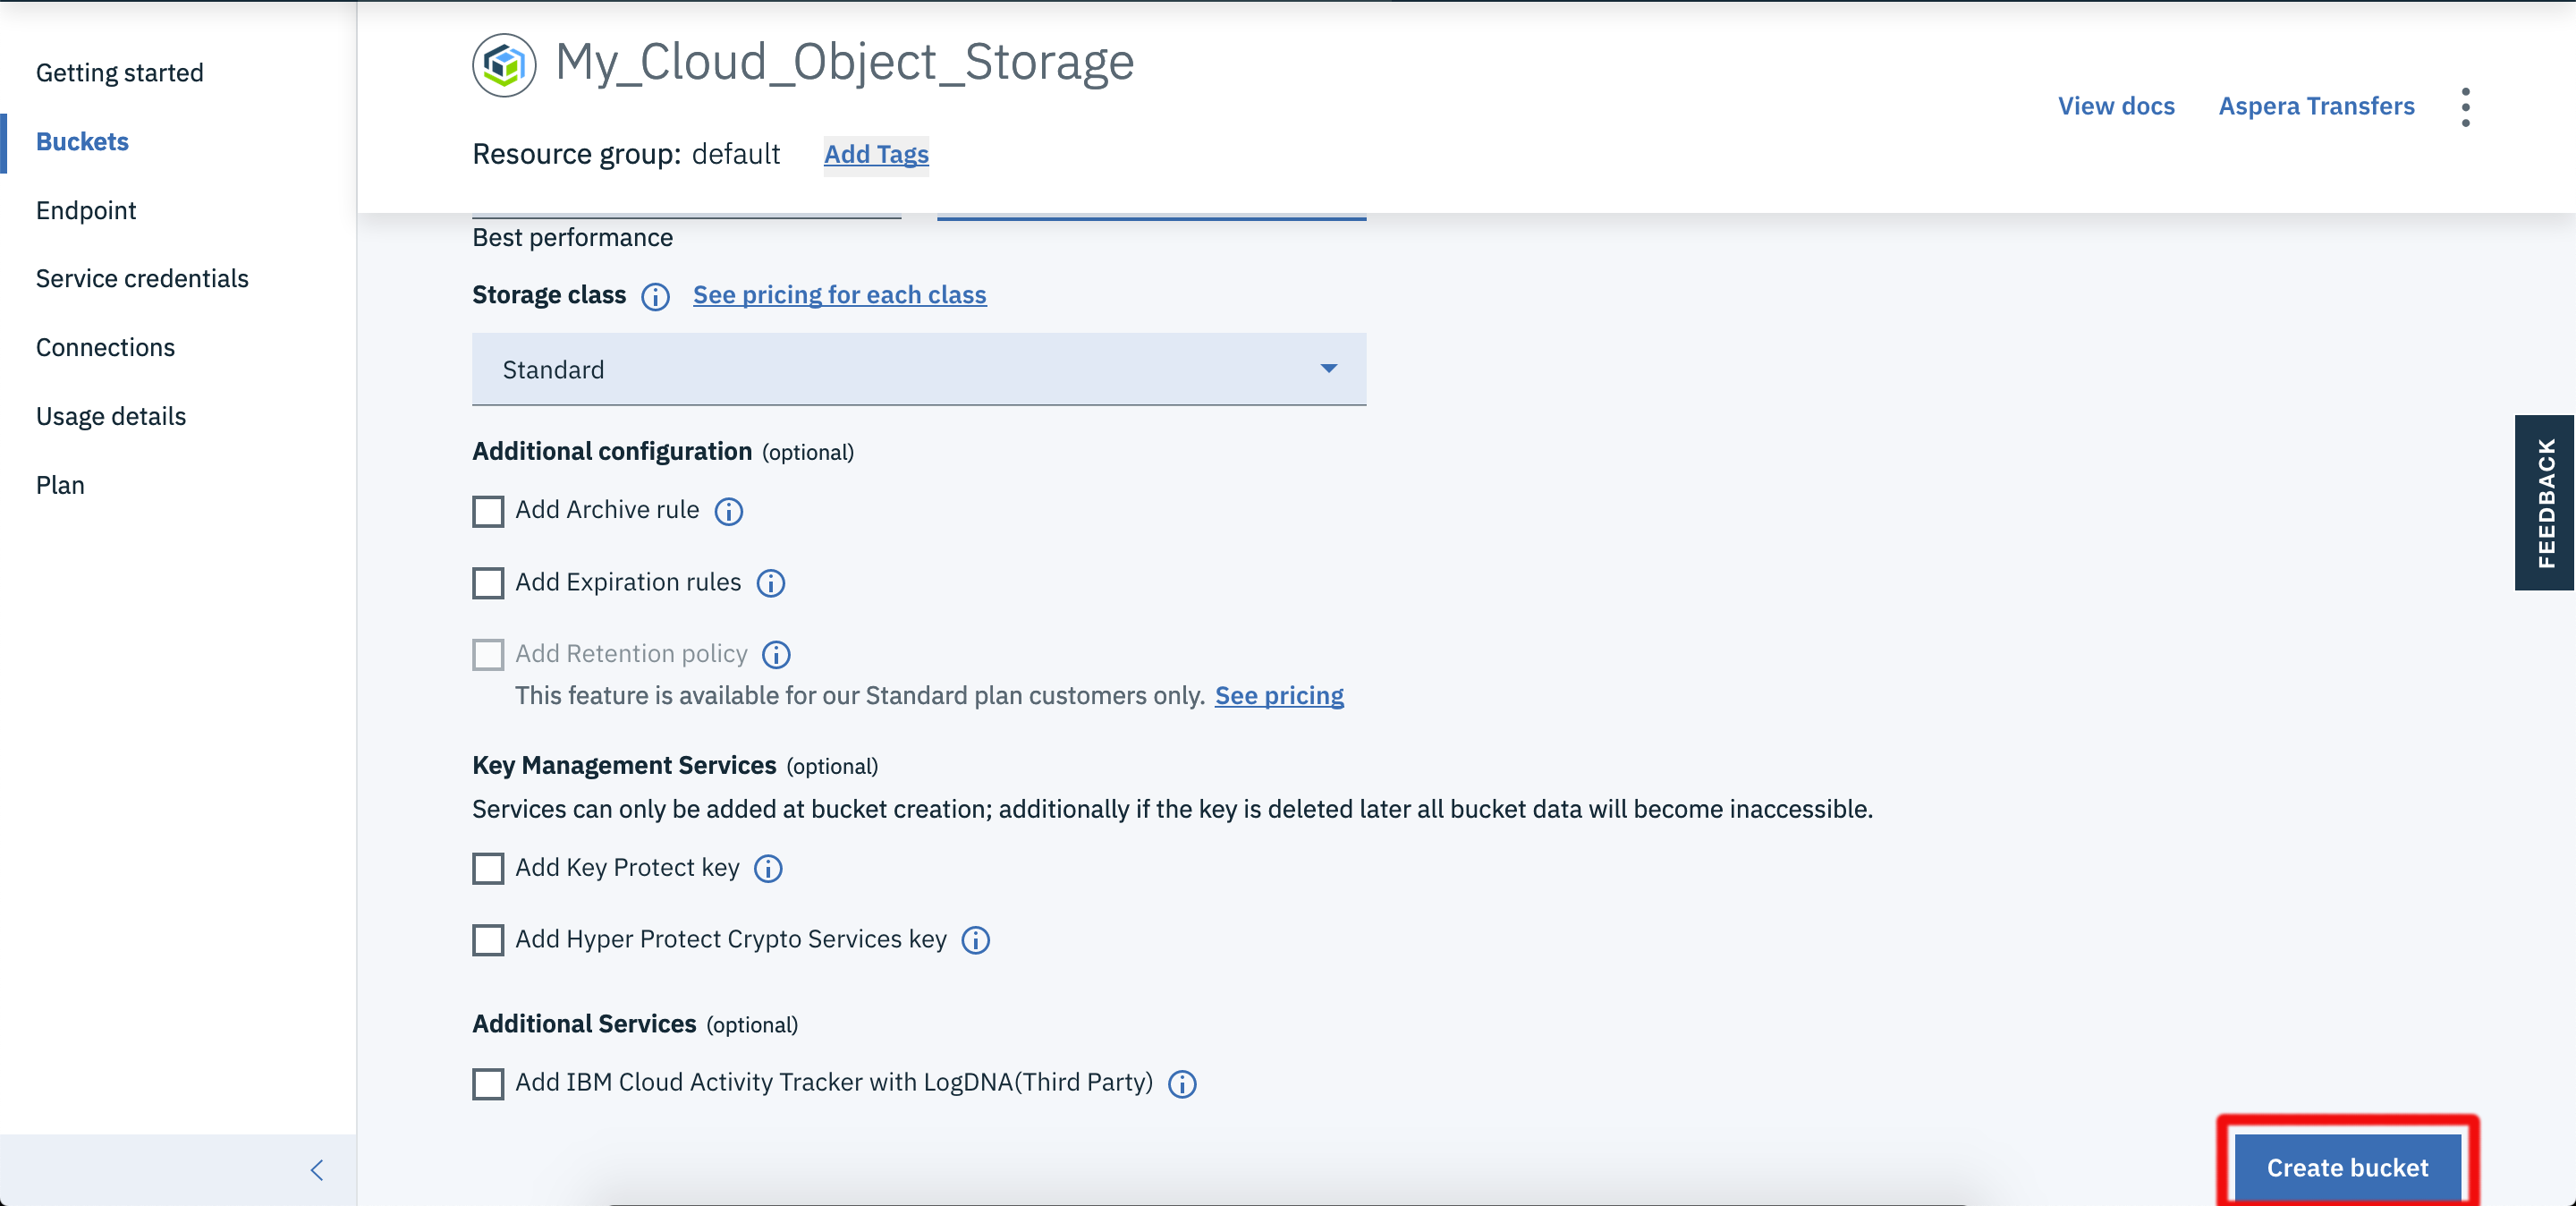 Getting started
Buckets
Endpoint
Service credentials
Connections
Usage details
Plan
My_Cloud_Object_Storage
Resource group: default Add Tags
View docs Aspera Transfers
Best performance
Storage class See pricing for each class
Standard
Additional configuration (optional)
Add Archive rule
Add Expiration rules
Add Retention policy
This feature is available for our Standard plan customers only. See pricing
Key Management Services (optional)
Services can only be added at bucket creation; additionally if the key is deleted later all bucket data will become inaccessible.
Add Key Protect key
Add Hyper Protect Crypto Services key
Additional Services (optional)
Add IBM Cloud Activity Tracker with LogDNA(Third Party)
Create bucket
FEEDBACK